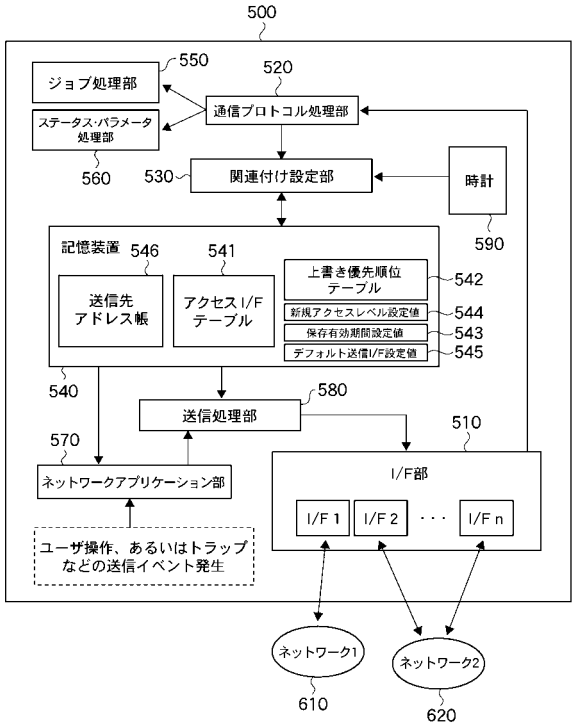 500
550
ジョブ処理部
520
通信プロトコル処理部
ステータス・パラメータ
処理部
560
530
関連付け設定部
時計
590
記憶装置
546
541
送信先
アドレス帳
アクセスI/F
テーブル
上書き優先順位
テーブル
542
新規アクセスレベル設定値
544
保存有効期間設定値
543
デフォルト送信I/F設定値
545
540
580
送信処理部
510
570
ネットワークアプリケーション部
I/F部
I/F 1
I/F 2
・・・
I/F n
ユーザ操作、あるいはトラップ
などの送信イベント発生
ネットワーク1
610
ネットワーク2
620